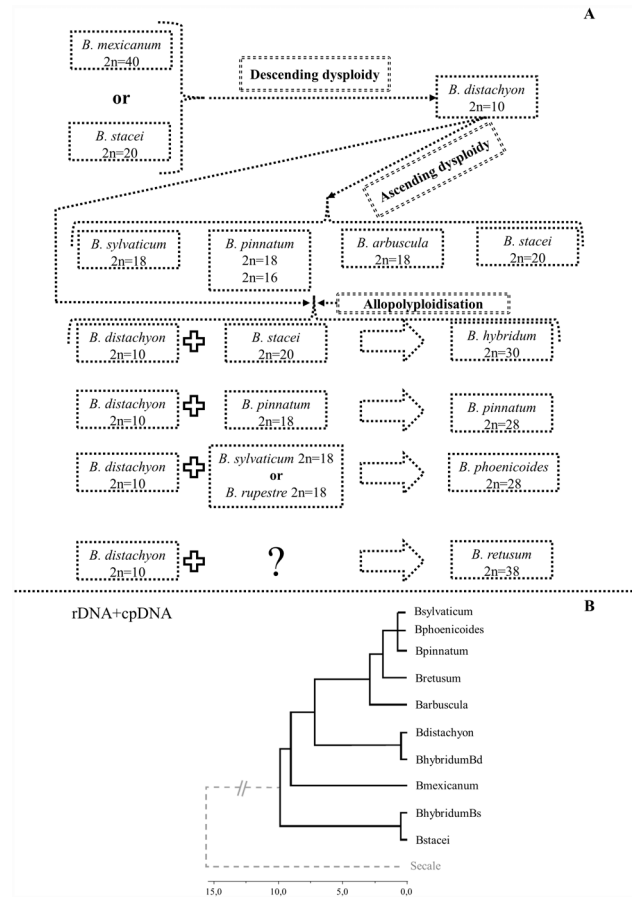 A
B. mexicanum
2n=40
or
B. stacei
2n=20
Descending dysploidy
B. distachyon
2n=10
Ascending dysploidy
B. sylvaticum
2n=18
B. pinnatum
2n=18
2n=16
B. arbuscula
2n=18
B. stacei
2n=20
Allopolyploidisation
B. distachyon
2n=10
B. stacei
2n=20
B. hybridum
2n=30
B. distachyon
2n=10
B. pinnatum
2n=18
B. pinnatum
2n=28
B. distachyon
2n=10
B. sylvaticum 2n=18
or
B. rupestre 2n=18
B. phoenicoides
2n=28
B. distachyon
2n=10
?
B. retusum
2n=38
B
rDNA+cpDNA
Bsylvaticum
Bphoenicoides
Bpinnatum
Bretusum
Barbuscula
Bdistachyon
BhybridumBd
Bmexicanum
BhybridumBs
Bstacei
Secale
15,0 10,0 5,0 0,0